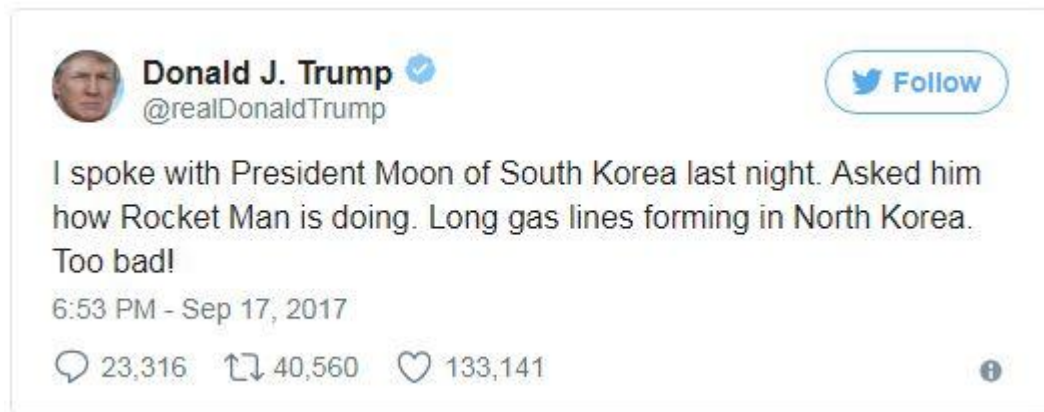 Donald J. Trump
Follow
@realDonaldTrump
I spoke with President Moon of South Korea last night. Asked him
how Rocket Man is doing. Long gas lines forming in North Korea.
Too bad!
6:53 PM - Sep 17, 2017
23,316 40,560 133,141